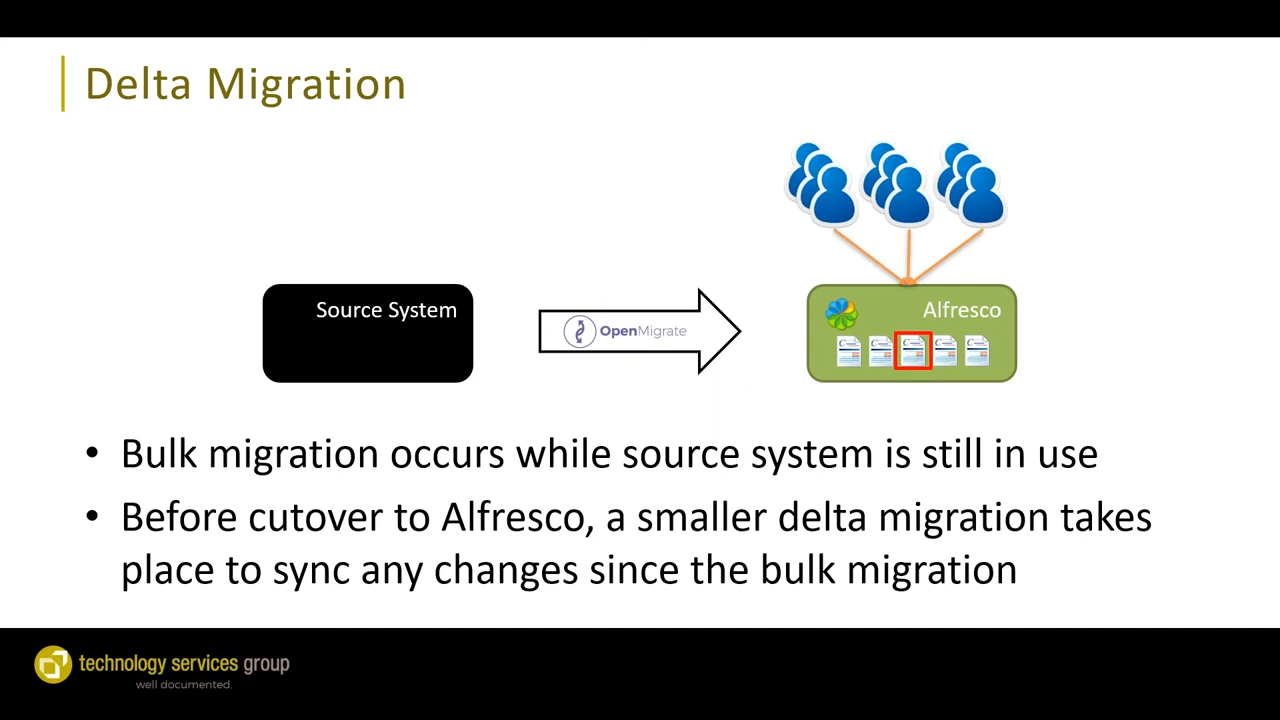 Delta Migration
Source System
OpenMigrate
Alfresco
• Bulk migration occurs while source system is still in use
• Before cutover to Alfresco, a smaller delta migration takes
place to sync any changes since the bulk migration
technology services group
well documented.